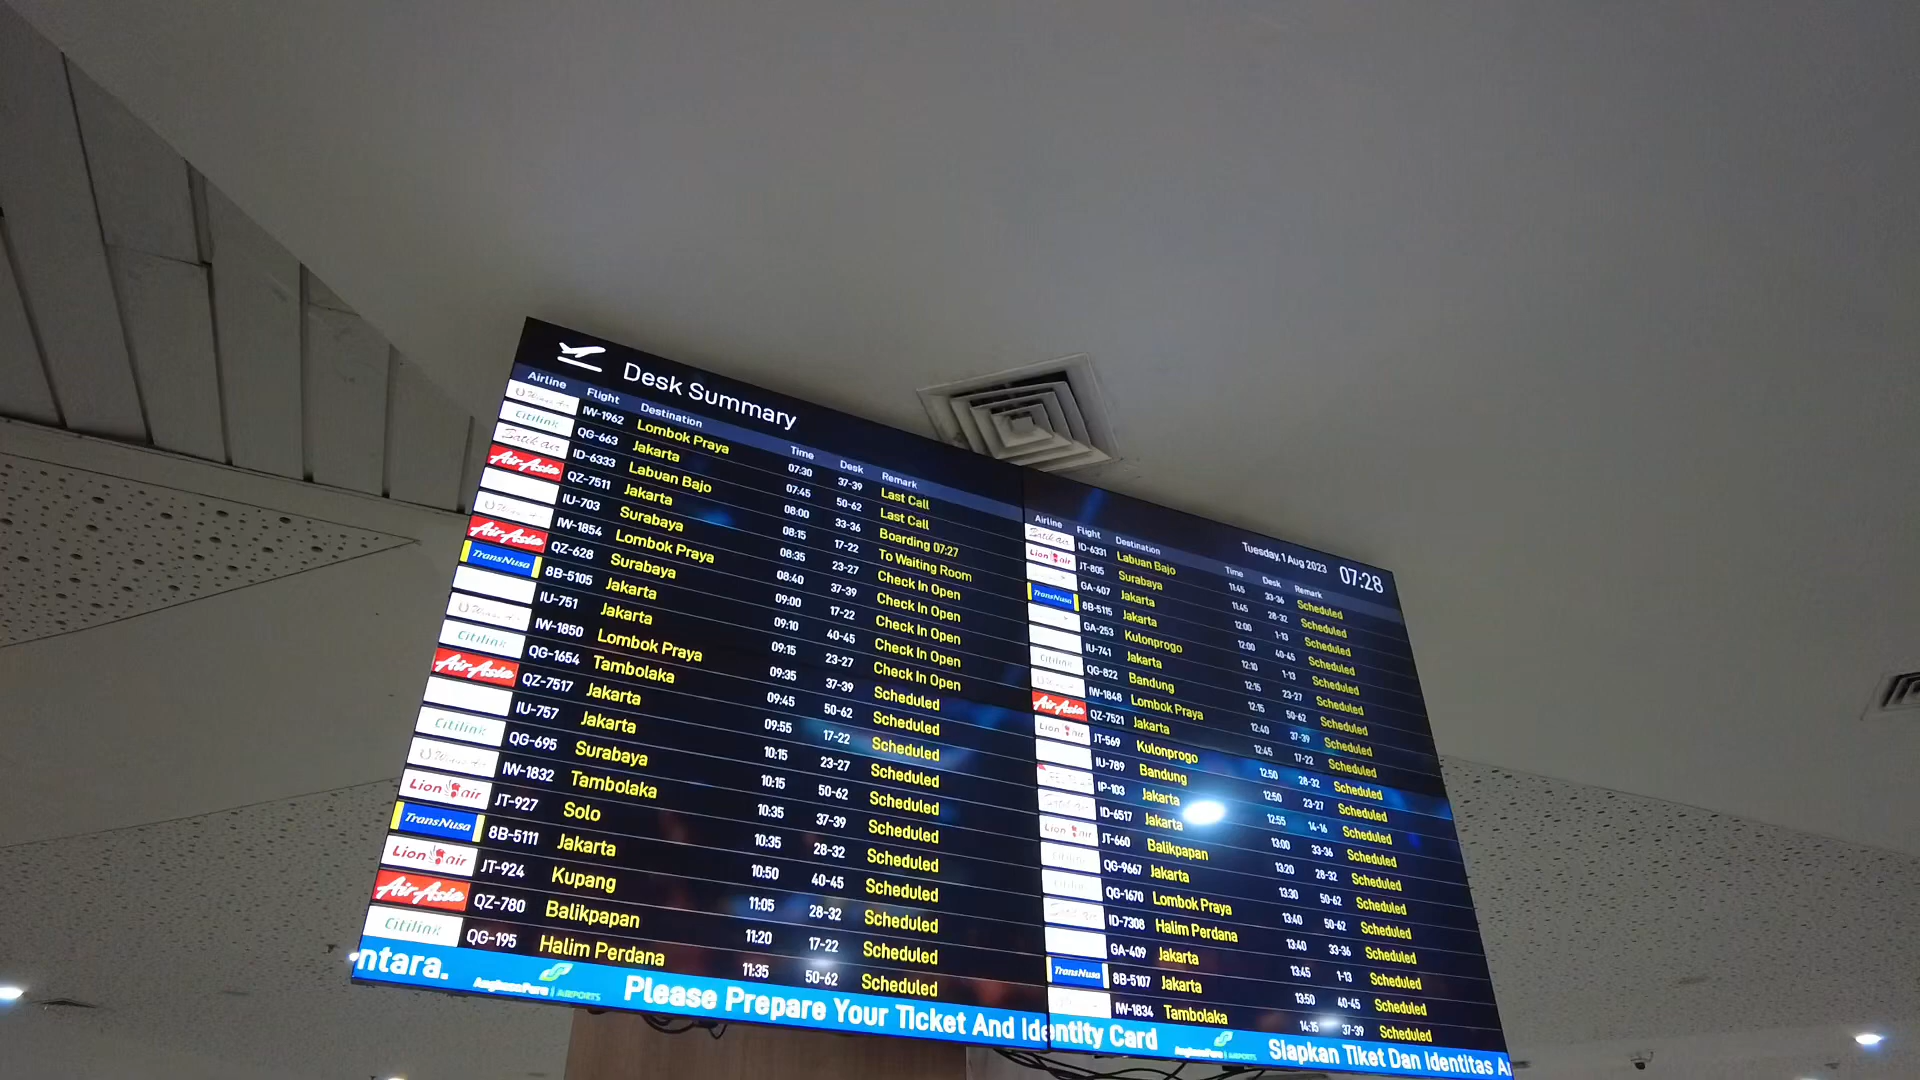 Desk Summary
Airline Flight Destination Time Desk Remark
IW-1962 Lombok Praya 07:30 37-39 Last Call
Citilink QG-663 Jakarta 07:45 50-62 Last Call
Batik air ID-6333 Labuan Bajo 08:00 33-36 Boarding 07:27
AirAsia QZ-7511 Jakarta 08:15 17-22 To Waiting Room
IU-703 Surabaya 08:35 23-27 Check In Open
IW-1854 Lombok Praya 08:40 37-39 Check In Open
AirAsia QZ-628 Surabaya 09:00 17-22 Check In Open
TransNusa 8B-5105 Jakarta 09:10 40-45 Check In Open
IU-751 Jakarta 09:15 23-27 Check In Open
IW-1850 Lombok Praya 09:35 37-39 Scheduled
Citilink QG-1654 Tambolaka 09:45 50-62 Scheduled
AirAsia QZ-7517 Jakarta 09:55 17-22 Scheduled
IU-757 Jakarta 10:15 23-27 Scheduled
Citilink QG-695 Surabaya 10:15 50-62 Scheduled
IW-1832 Tambolaka 10:35 37-39 Scheduled
Lion air JT-927 Solo 10:35 28-32 Scheduled
TransNusa 8B-5111 Jakarta 10:50 40-45 Scheduled
Lion air JT-924 Kupang 11:05 28-32 Scheduled
AirAsia QZ-780 Balikpapan 11:20 17-22 Scheduled
Citilink QG-195 Halim Perdana 11:35 50-62 Scheduled
Tuesday, 1 Aug 2023 07:28
Airline Flight Destination Time Desk Remark
Batik air ID-6331 Labuan Bajo 11:45 33-36 Scheduled
Lion air JT-805 Surabaya 11:45 28-32 Scheduled
GA-407 Jakarta 12:00 1-13 Scheduled
TransNusa 8B-5115 Jakarta 12:00 40-45 Scheduled
GA-253 Kulonprogo 12:10 1-13 Scheduled
IU-741 Jakarta 12:15 23-27 Scheduled
Citilink QG-822 Bandung 12:15 50-62 Scheduled
IW-1848 Lombok Praya 12:40 37-39 Scheduled
AirAsia QZ-7521 Jakarta 12:45 17-22 Scheduled
Lion air JT-569 Kulonprogo 12:50 28-32 Scheduled
IU-789 Bandung 12:50 23-27 Scheduled
IP-103 Jakarta 12:55 14-16 Scheduled
ID-6517 Jakarta 13:00 33-36 Scheduled
Lion air JT-660 Balikpapan 13:20 28-32 Scheduled
QG-9667 Jakarta 13:30 50-62 Scheduled
QG-1670 Lombok Praya 13:40 50-62 Scheduled
ID-7308 Halim Perdana 13:40 33-36 Scheduled
GA-409 Jakarta 13:45 1-13 Scheduled
TransNusa 8B-5107 Jakarta 13:50 40-45 Scheduled
IW-1834 Tambolaka 14:15 37-39 Scheduled
ntara. AngkasaPura AIRPORTS Please Prepare Your Ticket And Identity Card AngkasaPura AIRPORTS Siapkan Tiket Dan Identitas A